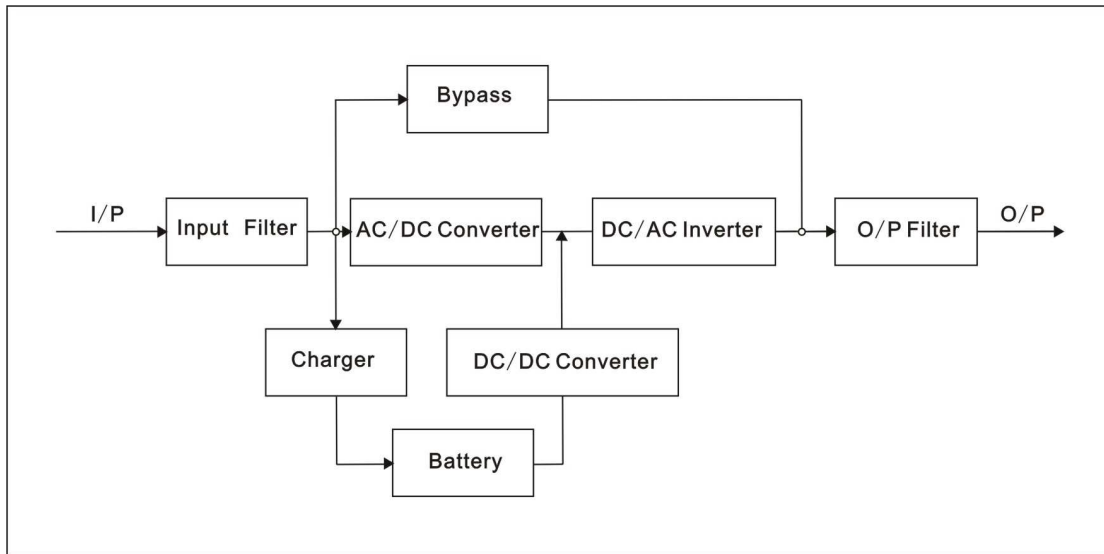 Bypass
I/P
Input Filter
AC/DC Converter
DC/AC Inverter
O/P Filter
O/P
Charger
DC/DC Converter
Battery